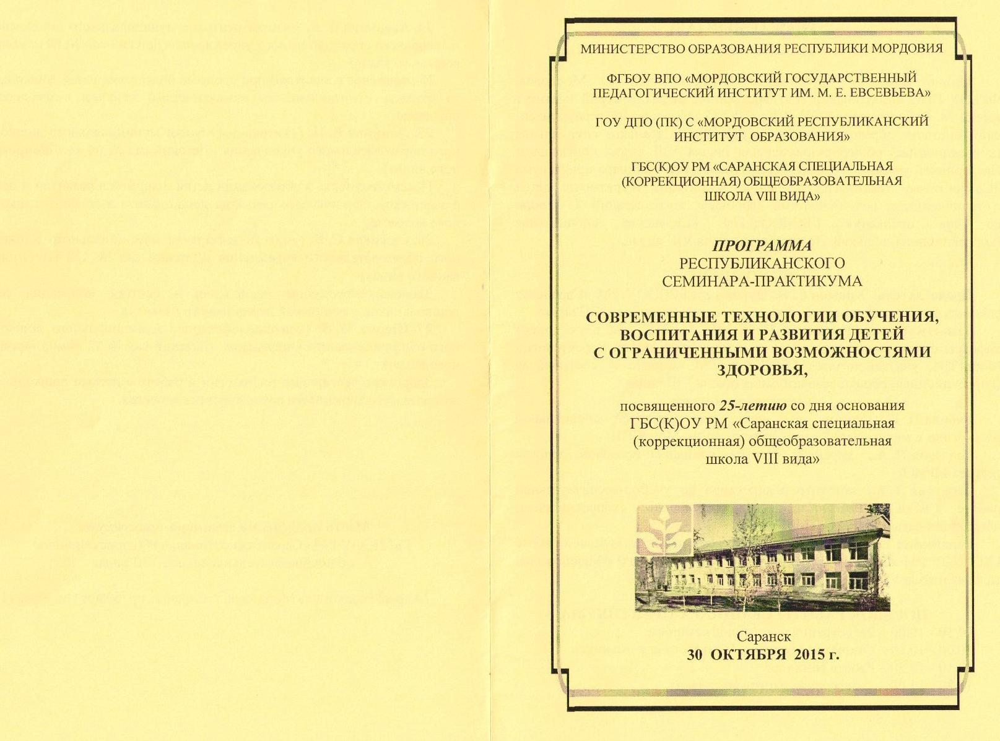 МИНИСТЕРСТВО ОБРАЗОВАНИЯ РЕСПУБЛИКИ МОРДОВИЯ
ФГБОУ ВПО «МОРДОВСКИЙ ГОСУДАРСТВЕННЫЙ
ПЕДАГОГИЧЕСКИЙ ИНСТИТУТ ИМ. М. Е. ЕВСЕВЬЕВА»
ГОУ ДПО (ПК) С «МОРДОВСКИЙ РЕСПУБЛИКАНСКИЙ
ИНСТИТУТ ОБРАЗОВАНИЯ»
ГБС(К)ОУ РМ «САРАНСКАЯ СПЕЦИАЛЬНАЯ
(КОРРЕКЦИОННАЯ) ОБЩЕОБРАЗОВАТЕЛЬНАЯ
ШКОЛА VIII ВИДА»
ПРОГРАММА
РЕСПУБЛИКАНСКОГО
СЕМИНАРА-ПРАКТИКУМА
СОВРЕМЕННЫЕ ТЕХНОЛОГИИ ОБУЧЕНИЯ,
ВОСПИТАНИЯ И РАЗВИТИЯ ДЕТЕЙ
С ОГРАНИЧЕННЫМИ ВОЗМОЖНОСТЯМИ
ЗДОРОВЬЯ,
посвященного 25-летию со дня основания
ГБС(К)ОУ РМ «Саранская специальная
(коррекционная) общеобразовательная
школа VIII вида»
Саранск
30 ОКТЯБРЯ 2015 г.